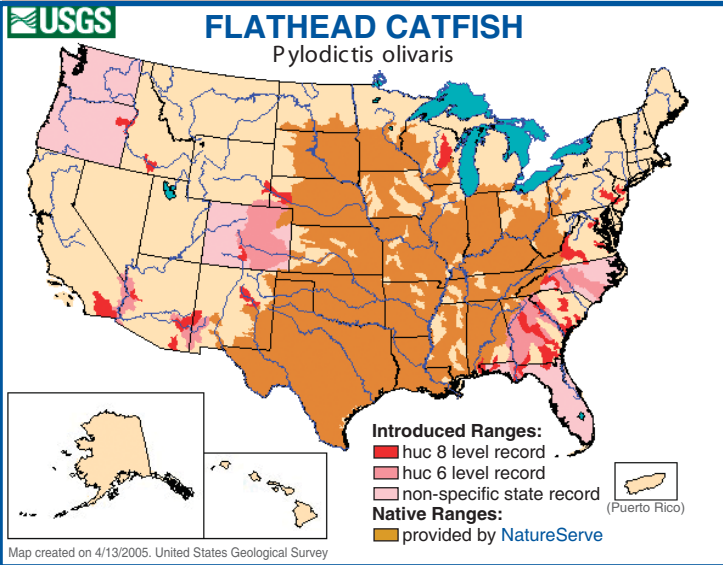 USGS
FLATHEAD CATFISH
Pylodictis olivaris
Introduced Ranges:
huc 8 level record
huc 6 level record
non-specific state record
Native Ranges:
provided by NatureServe
(Puerto Rico)
Map created on 4/13/2005. United States Geological Survey